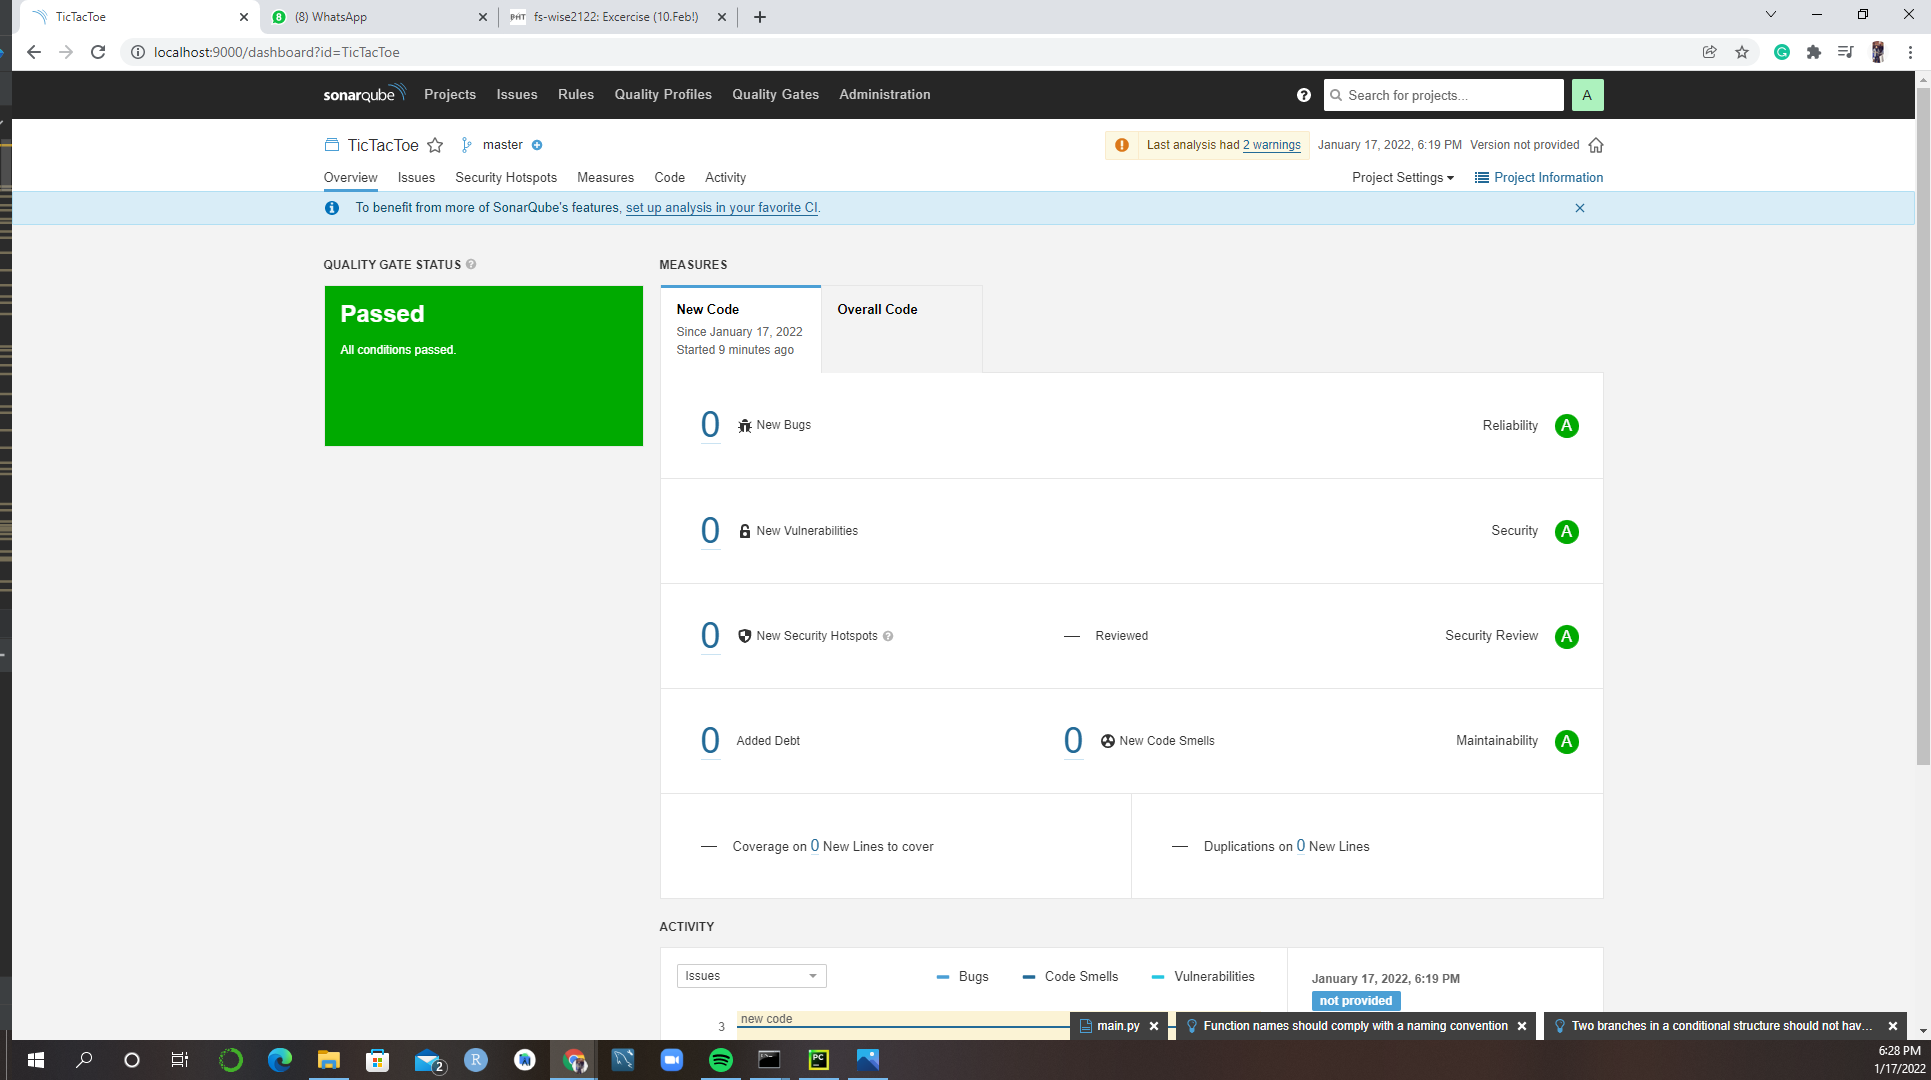 TicTacToe
(8) WhatsApp
fs-wise2122: Excercise (10.Feb!)
localhost:9000/dashboard?id=TicTacToe
sonarqube Projects Issues Rules Quality Profiles Quality Gates Administration
Search for projects...
A
TicTacToe master
Last analysis had 2 warnings January 17, 2022, 6:19 PM Version not provided
Overview Issues Security Hotspots Measures Code Activity
Project Settings Project Information
To benefit from more of SonarQube's features, set up analysis in your favorite CI.
QUALITY GATE STATUS
Passed
All conditions passed.
MEASURES
New Code
Since January 17, 2022
Started 9 minutes ago
Overall Code
0 New Bugs Reliability A
0 New Vulnerabilities Security A
0 New Security Hotspots — Reviewed Security Review A
0 Added Debt 0 New Code Smells Maintainability A
— Coverage on 0 New Lines to cover
— Duplications on 0 New Lines
ACTIVITY
Issues
Bugs Code Smells Vulnerabilities
January 17, 2022, 6:19 PM
not provided
3 new code
main.py
Function names should comply with a naming convention
Two branches in a conditional structure should not hav...
2
R
PC
6:28 PM
1/17/2022